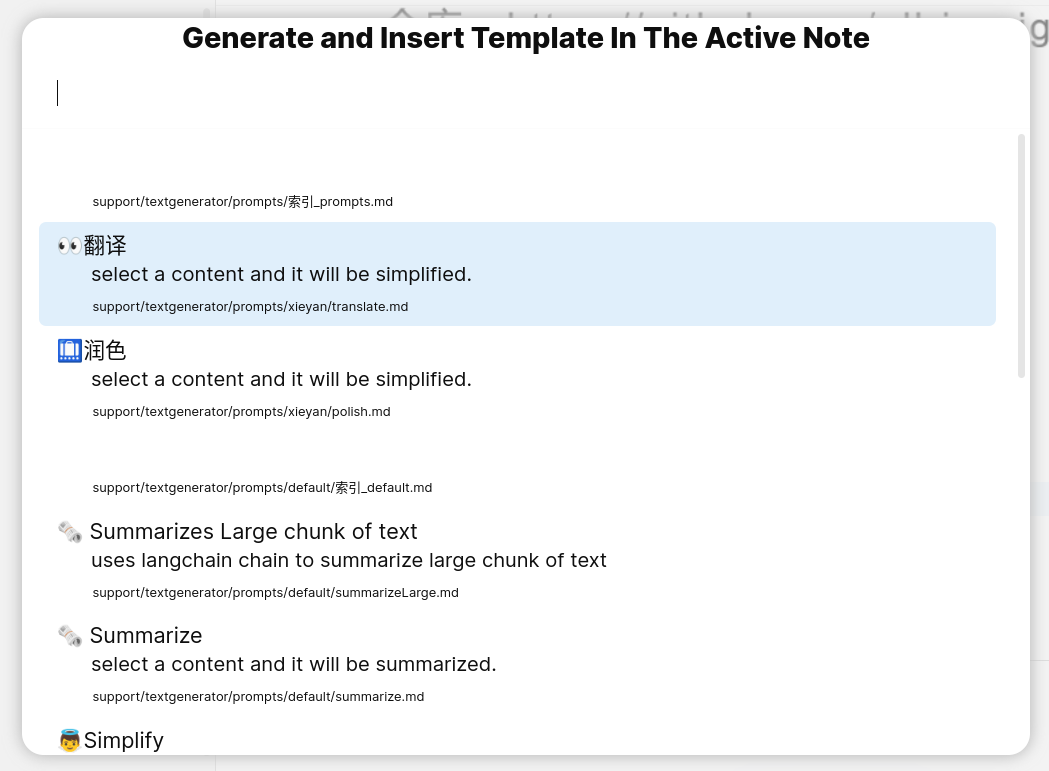 Generate and Insert Template In The Active Note
support/textgenerator/prompts/索引_prompts.md
👀翻译
select a content and it will be simplified.
support/textgenerator/prompts/xieyan/translate.md
🛄润色
select a content and it will be simplified.
support/textgenerator/prompts/xieyan/polish.md
support/textgenerator/prompts/default/索引_default.md
🗞️ Summarizes Large chunk of text
uses langchain chain to summarize large chunk of text
support/textgenerator/prompts/default/summarizeLarge.md
🗞️ Summarize
select a content and it will be summarized.
support/textgenerator/prompts/default/summarize.md
👼Simplify